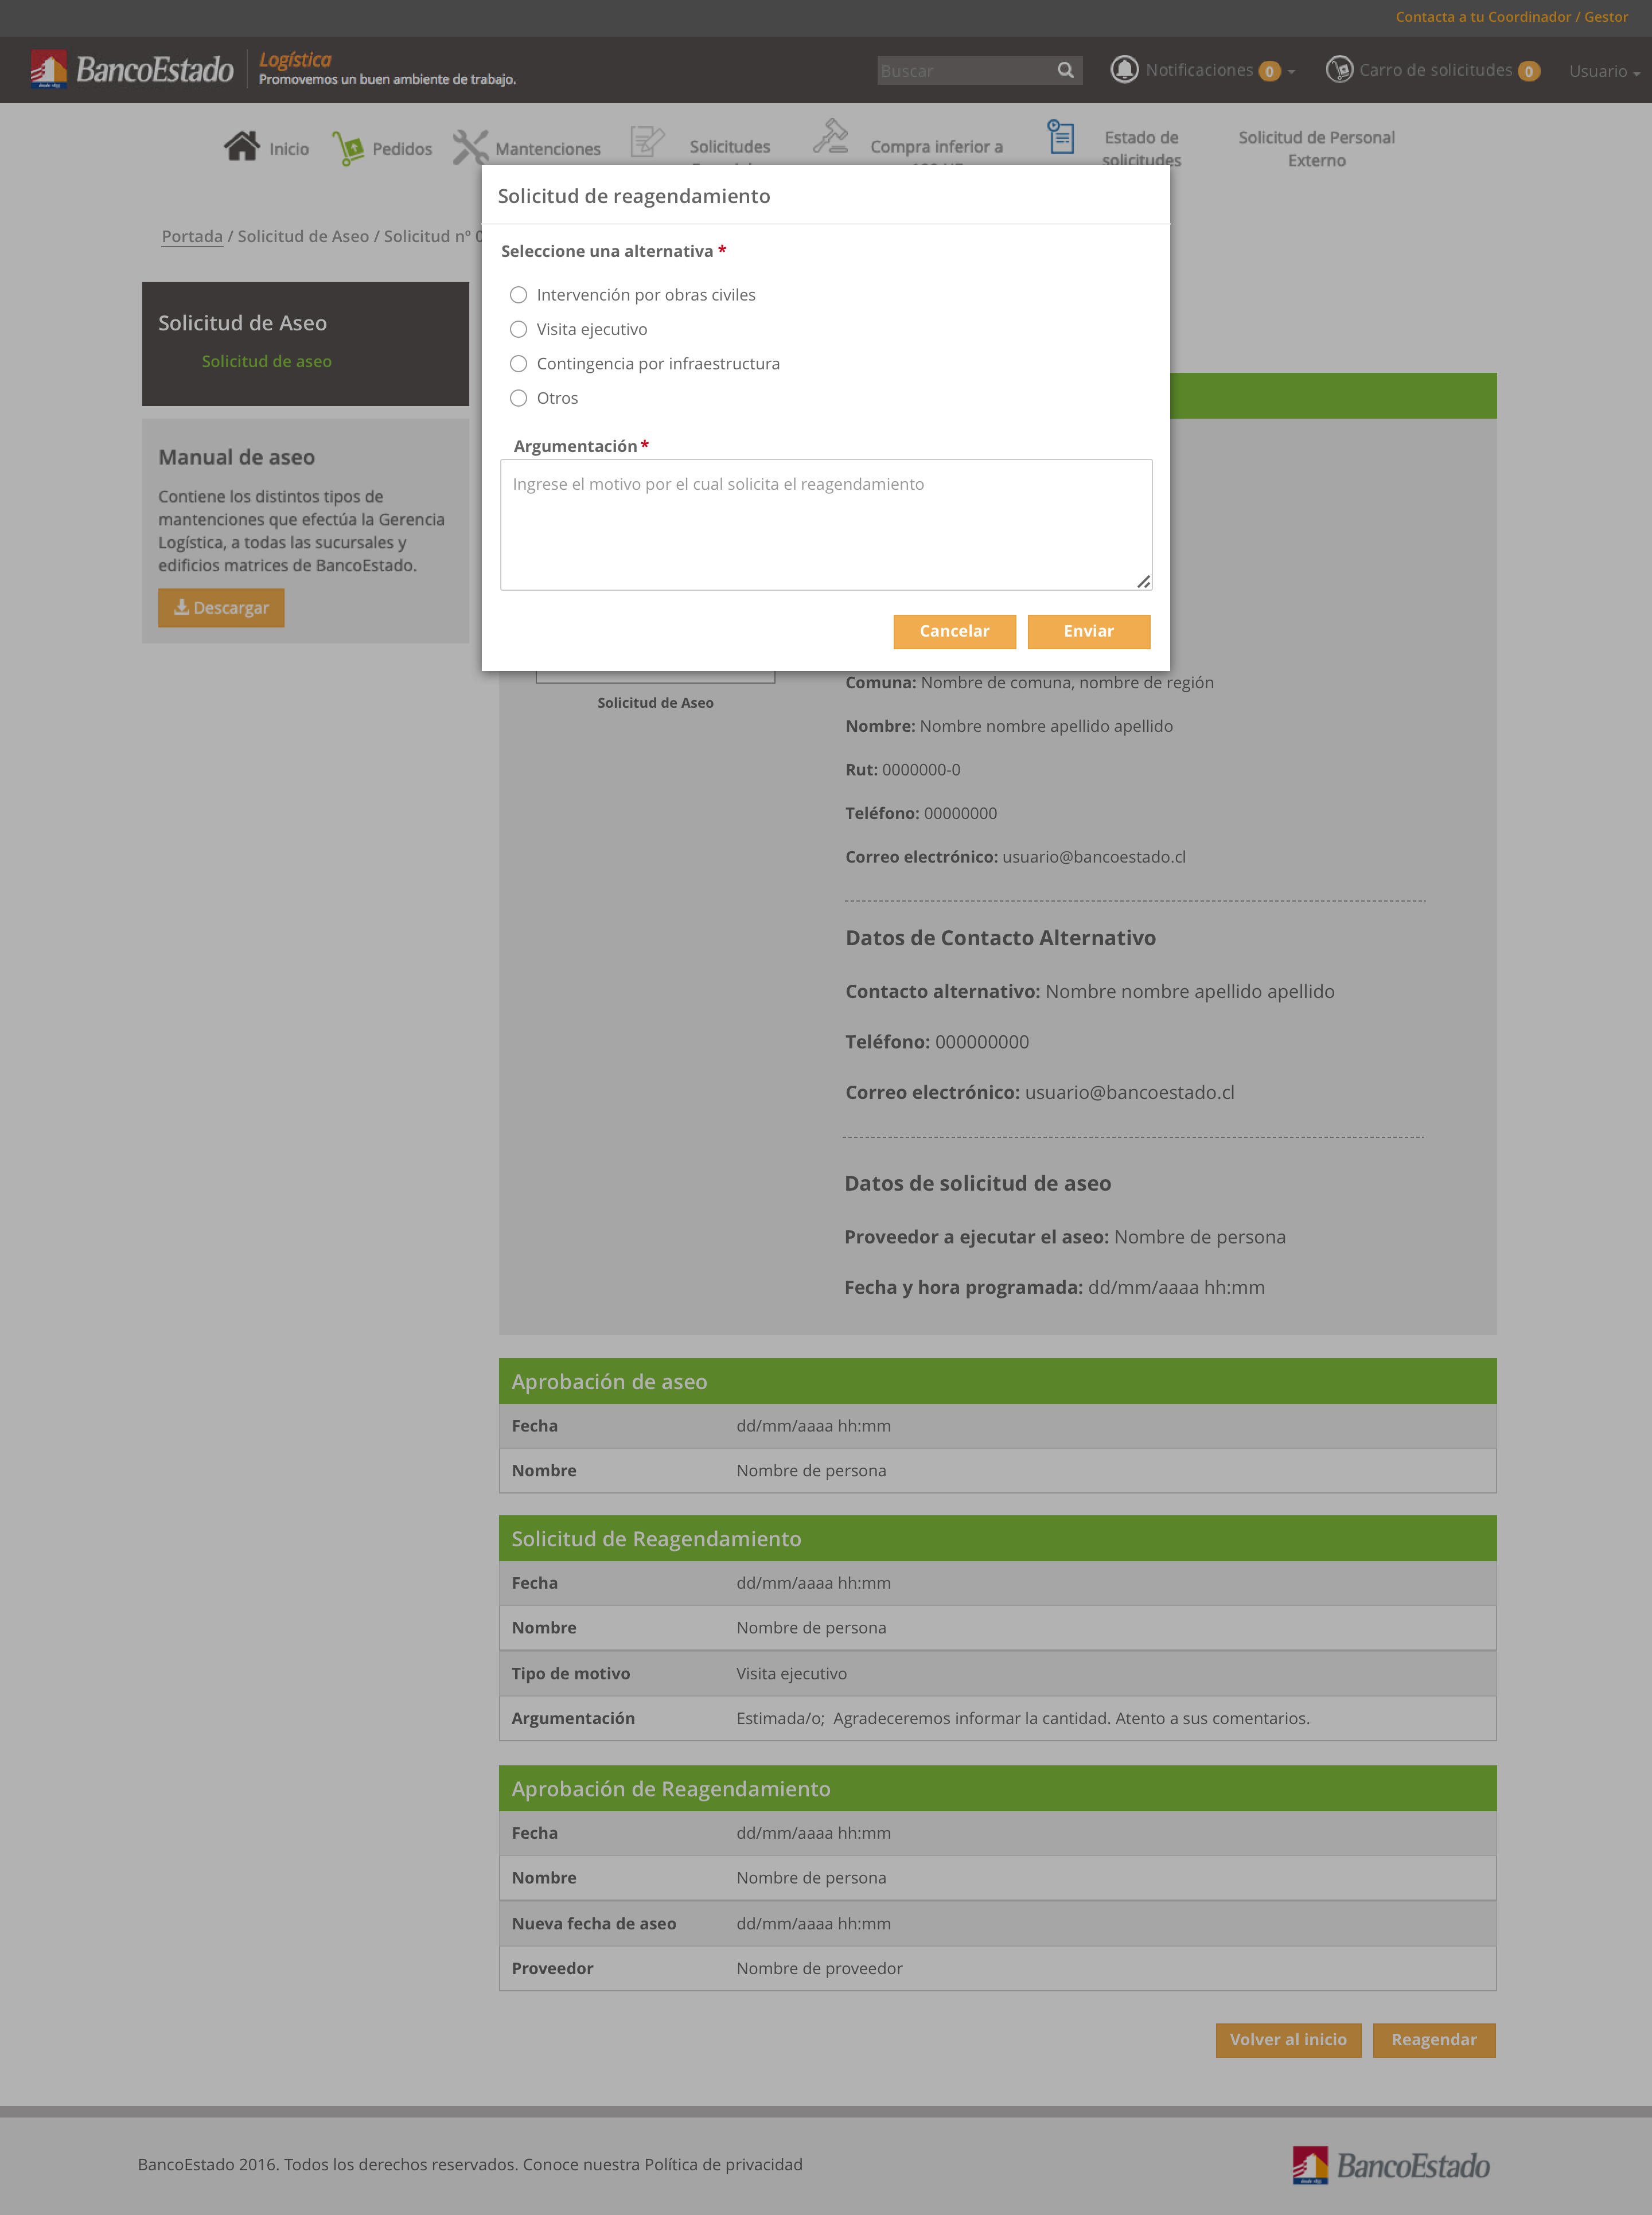 Contacta a tu Coordinador / Gestor
BancoEstado
desde 1855
Logística
Promovemos un buen ambiente de trabajo.
Buscar
Notificaciones 0
Carro de solicitudes 0
Usuario
Inicio
Pedidos
Mantenciones
Solicitudes
Compra inferior a
Estado de
solicitudes
Solicitud de Personal
Externo
Portada / Solicitud de Aseo / Solicitud nº 0
Solicitud de Aseo
Solicitud de aseo
Manual de aseo
Contiene los distintos tipos de
mantenciones que efectúa la Gerencia
Logística, a todas las sucursales y
edificios matrices de BancoEstado.
Descargar
Solicitud de reagendamiento
Seleccione una alternativa *
Intervención por obras civiles
Visita ejecutivo
Contingencia por infraestructura
Otros
Argumentación *
Ingrese el motivo por el cual solicita el reagendamiento
Cancelar
Enviar
Solicitud de Aseo
Comuna: Nombre de comuna, nombre de región
Nombre: Nombre nombre apellido apellido
Rut: 0000000-0
Teléfono: 00000000
Correo electrónico: usuario@bancoestado.cl
Datos de Contacto Alternativo
Contacto alternativo: Nombre nombre apellido apellido
Teléfono: 000000000
Correo electrónico: usuario@bancoestado.cl
Datos de solicitud de aseo
Proveedor a ejecutar el aseo: Nombre de persona
Fecha y hora programada: dd/mm/aaaa hh:mm
Aprobación de aseo
Fecha dd/mm/aaaa hh:mm
Nombre Nombre de persona
Solicitud de Reagendamiento
Fecha dd/mm/aaaa hh:mm
Nombre Nombre de persona
Tipo de motivo Visita ejecutivo
Argumentación Estimada/o; Agradeceremos informar la cantidad. Atento a sus comentarios.
Aprobación de Reagendamiento
Fecha dd/mm/aaaa hh:mm
Nombre Nombre de persona
Nueva fecha de aseo dd/mm/aaaa hh:mm
Proveedor Nombre de proveedor
Volver al inicio
Reagendar
BancoEstado 2016. Todos los derechos reservados. Conoce nuestra Política de privacidad
BancoEstado
desde 1855